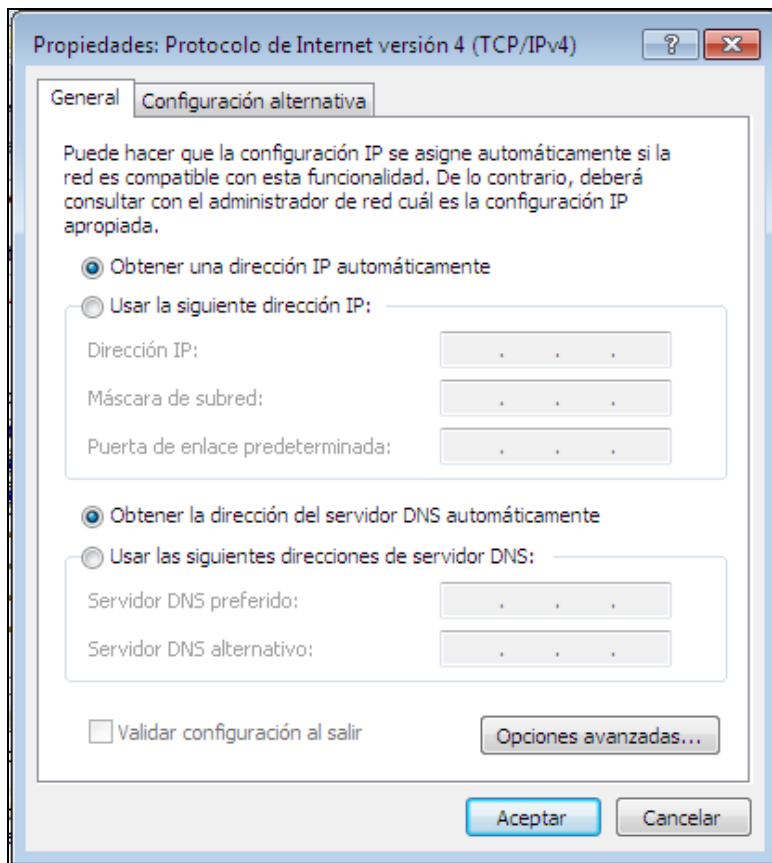 Propiedades: Protocolo de Internet versión 4 (TCP/IPv4)
General
Configuración alternativa
Puede hacer que la configuración IP se asigne automáticamente si la
red es compatible con esta funcionalidad. De lo contrario, deberá
consultar con el administrador de red cuál es la configuración IP
apropiada.
Obtener una dirección IP automáticamente
Usar la siguiente dirección IP:
Dirección IP:
Máscara de subred:
Puerta de enlace predeterminada:
Obtener la dirección del servidor DNS automáticamente
Usar las siguientes direcciones de servidor DNS:
Servidor DNS preferido:
Servidor DNS alternativo:
Validar configuración al salir
Opciones avanzadas...
Aceptar
Cancelar